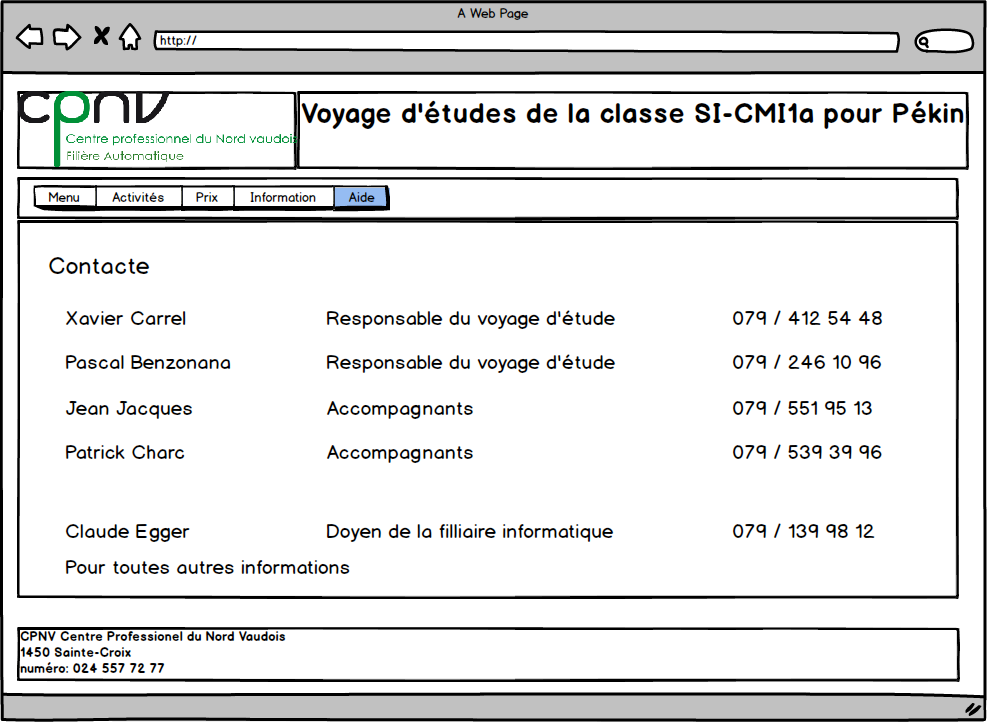 A Web Page
http://
cpnv
Centre professionnel du Nord vaudois
Filière Automatique
Voyage d'études de la classe SI-CMI1a pour Pékin
Menu Activités Prix Information Aide
Contacte
Xavier Carrel Responsable du voyage d'étude 079 / 412 54 48
Pascal Benzonana Responsable du voyage d'étude 079 / 246 10 96
Jean Jacques Accompagnants 079 / 551 95 13
Patrick Charc Accompagnants 079 / 539 39 96
Claude Egger Doyen de la filliaire informatique 079 / 139 98 12
Pour toutes autres informations
CPNV Centre Professionel du Nord Vaudois
1450 Sainte-Croix
numéro: 024 557 72 77